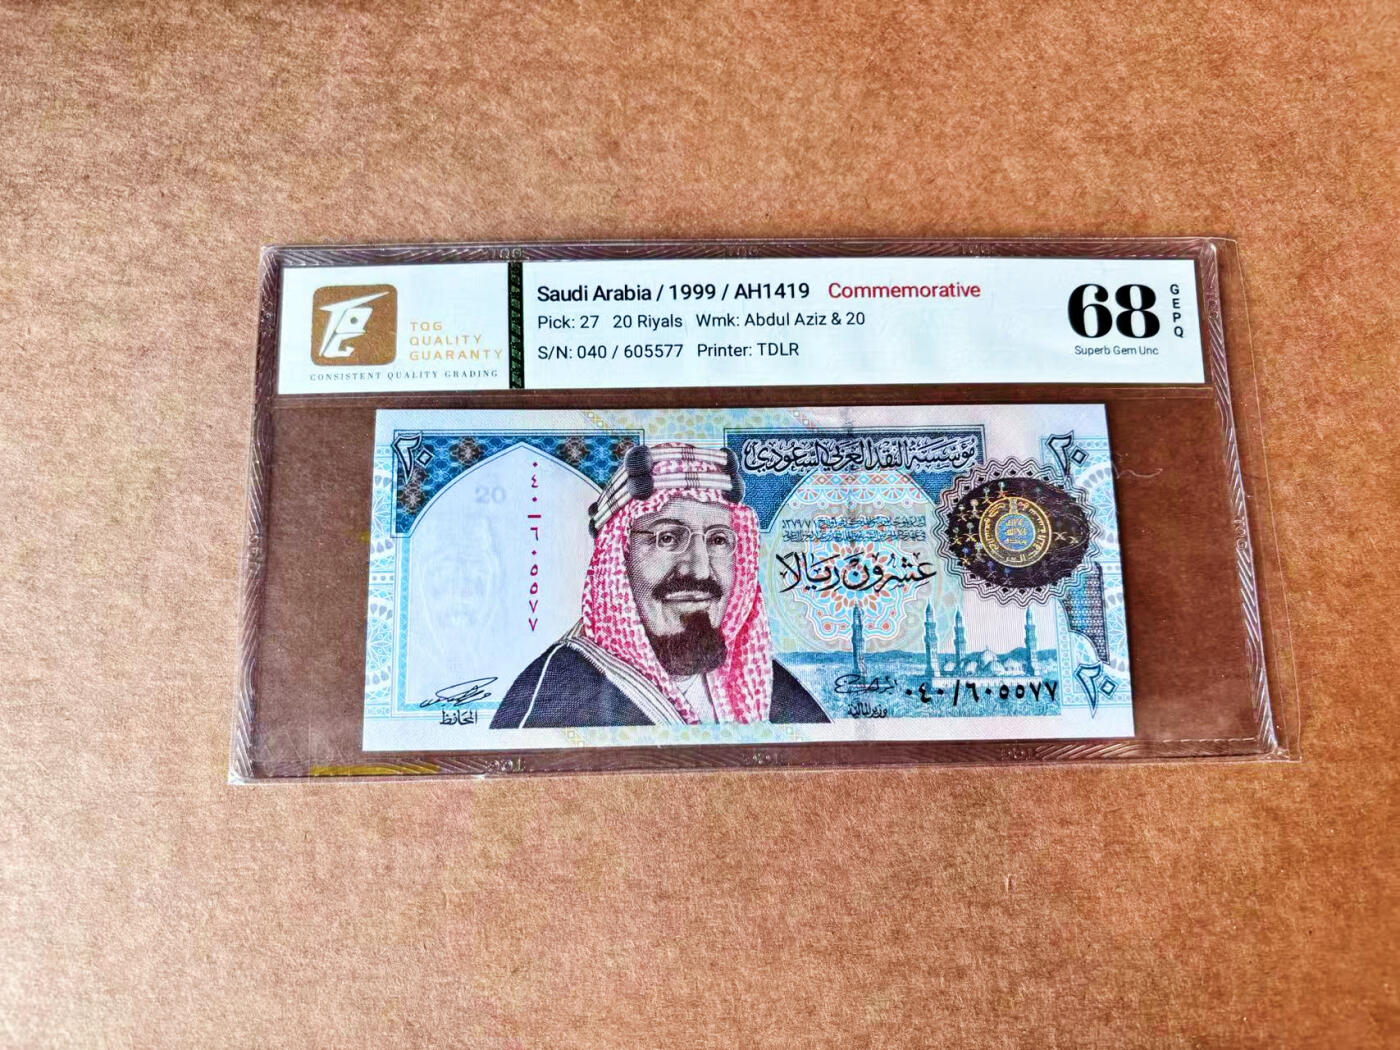 TQG
QUALITY
GUARANTY
CONSISTENT QUALITY GRADING
Saudi Arabia / 1999 / AH1419 Commemorative
Pick: 27 20 Riyals Wmk: Abdul Aziz & 20
S/N: 040 / 605577 Printer: TDLR
68
GEPQ
Superb Gem Unc
٢٠
مؤسسة النقد العربي السعودي
٢٠
20
٠٤٠/٦٠٥٥٧٧
عشرون ريالا
المحافظ
وزير المالية
٠٤٠/٦٠٥٥٧٧
٢٠